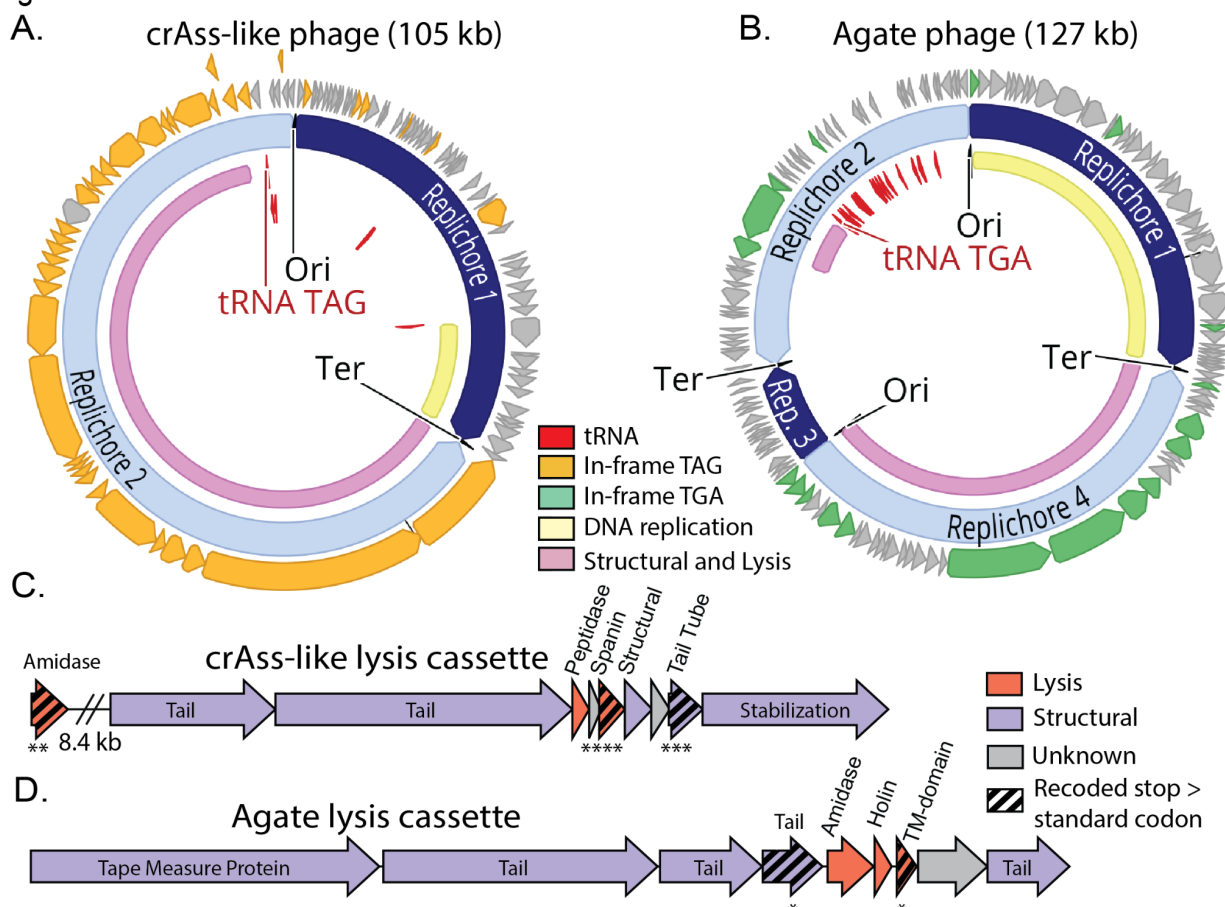 A.
crAss-like phage (105 kb)
Replichore 1
Ori
tRNA TAG
Ter
Replichore 2
B.
Agate phage (127 kb)
Replichore 2
Replichore 1
Ori
tRNA TGA
Ter
Ter
Ori
Rep. 3
Replichore 4
tRNA
In-frame TAG
In-frame TGA
DNA replication
Structural and Lysis
C.
crAss-like lysis cassette
Amidase
Peptidase
Spanin
Structural
Tail Tube
Tail
Tail
Stabilization
**
8.4 kb
****
***
Lysis
Structural
Unknown
Recoded stop >
standard codon
D.
Agate lysis cassette
Tail
Amidase
Holin
TM-domain
Tape Measure Protein
Tail
Tail
Tail
*
*